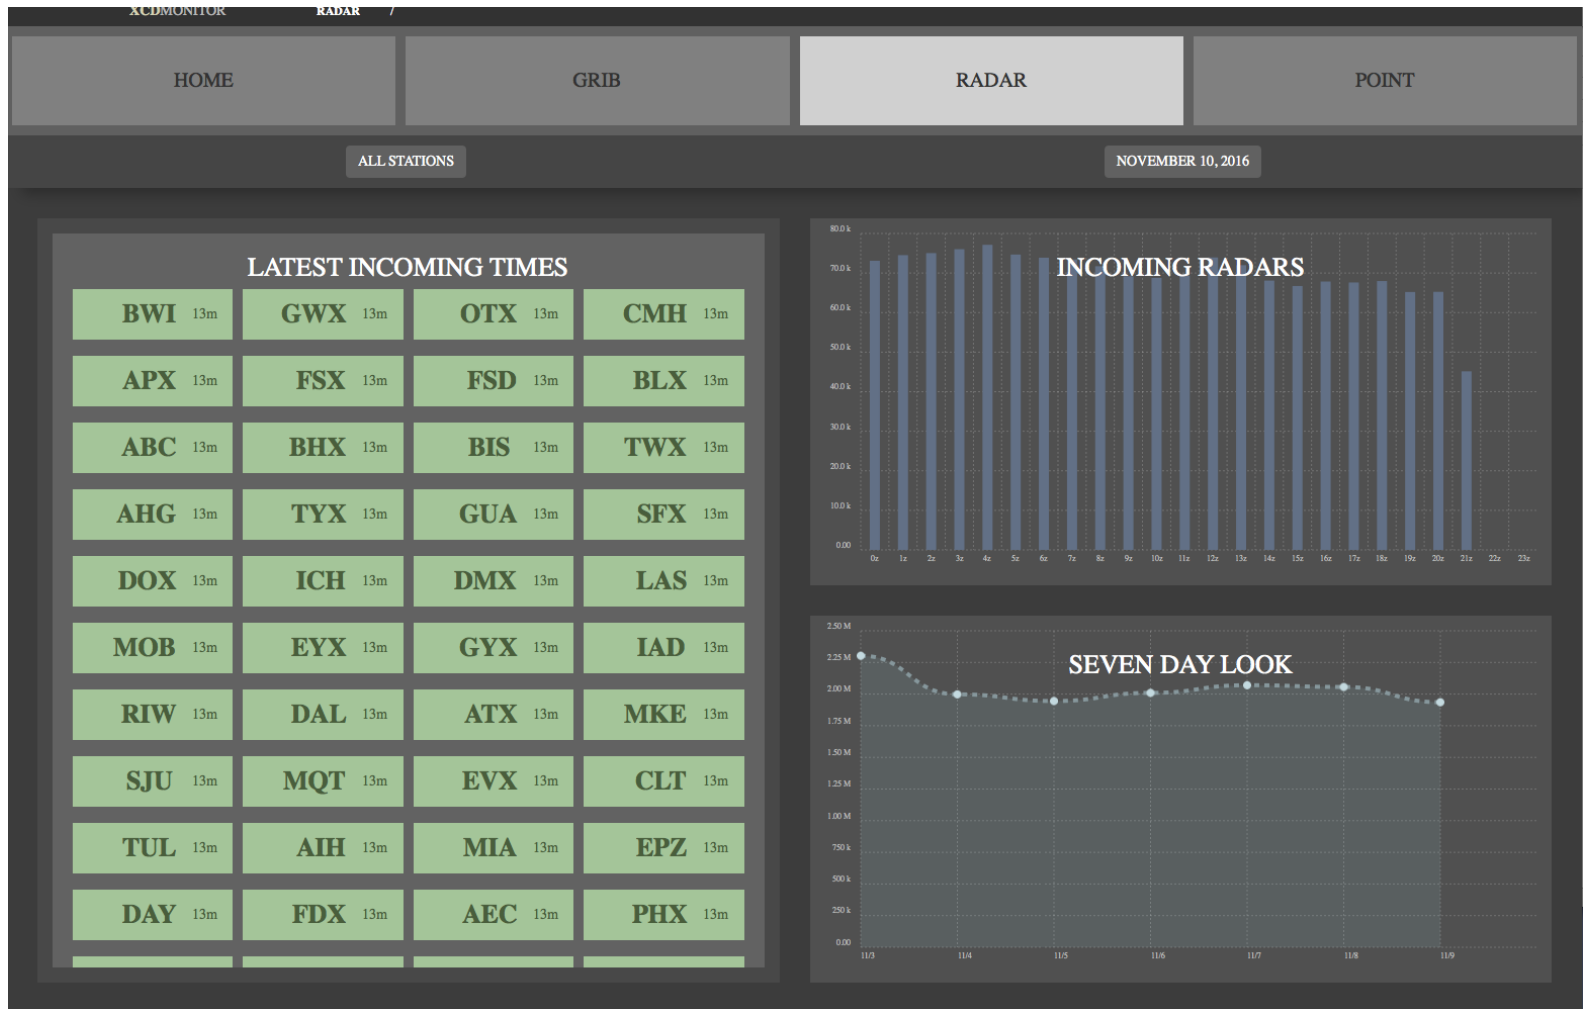 XCDMONITOR RADAR /
HOME GRIB RADAR POINT
ALL STATIONS NOVEMBER 10, 2016
LATEST INCOMING TIMES
BWI 13m GWX 13m OTX 13m CMH 13m
APX 13m FSX 13m FSD 13m BLX 13m
ABC 13m BHX 13m BIS 13m TWX 13m
AHG 13m TYX 13m GUA 13m SFX 13m
DOX 13m ICH 13m DMX 13m LAS 13m
MOB 13m EYX 13m GYX 13m IAD 13m
RIW 13m DAL 13m ATX 13m MKE 13m
SJU 13m MQT 13m EVX 13m CLT 13m
TUL 13m AIH 13m MIA 13m EPZ 13m
DAY 13m FDX 13m AEC 13m PHX 13m
INCOMING RADARS
80.0 k
70.0 k
60.0 k
50.0 k
40.0 k
30.0 k
20.0 k
10.0 k
0.00
0z 1z 2z 3z 4z 5z 6z 7z 8z 9z 10z 11z 12z 13z 14z 15z 16z 17z 18z 19z 20z 21z 22z 23z
SEVEN DAY LOOK
2.50 M
2.25 M
2.00 M
1.75 M
1.50 M
1.25 M
1.00 M
750 k
500 k
250 k
0.00
11/3 11/4 11/5 11/6 11/7 11/8 11/9